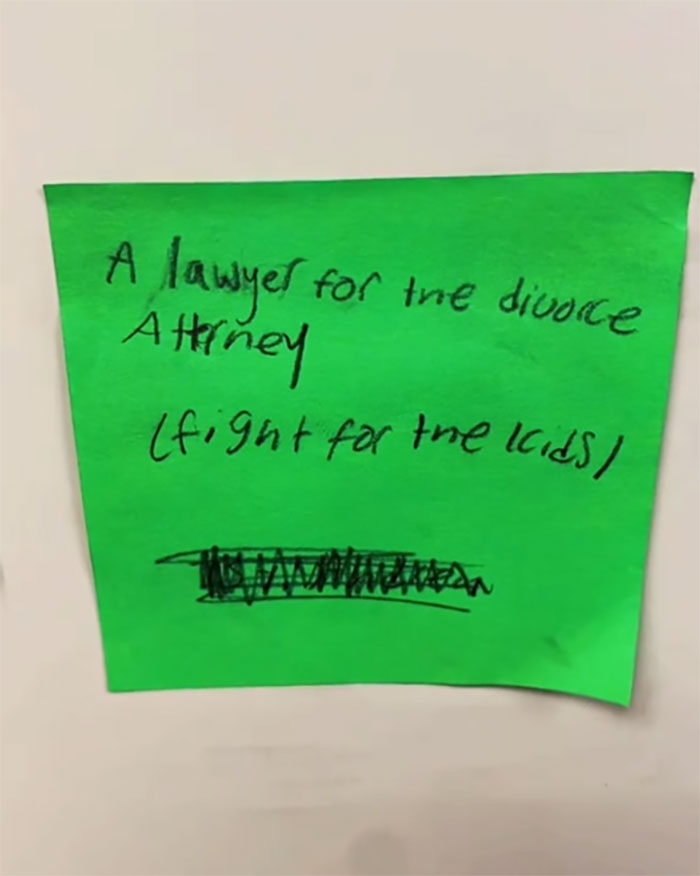 A lawyer for the divorce
Attorney
(fight for the kids)